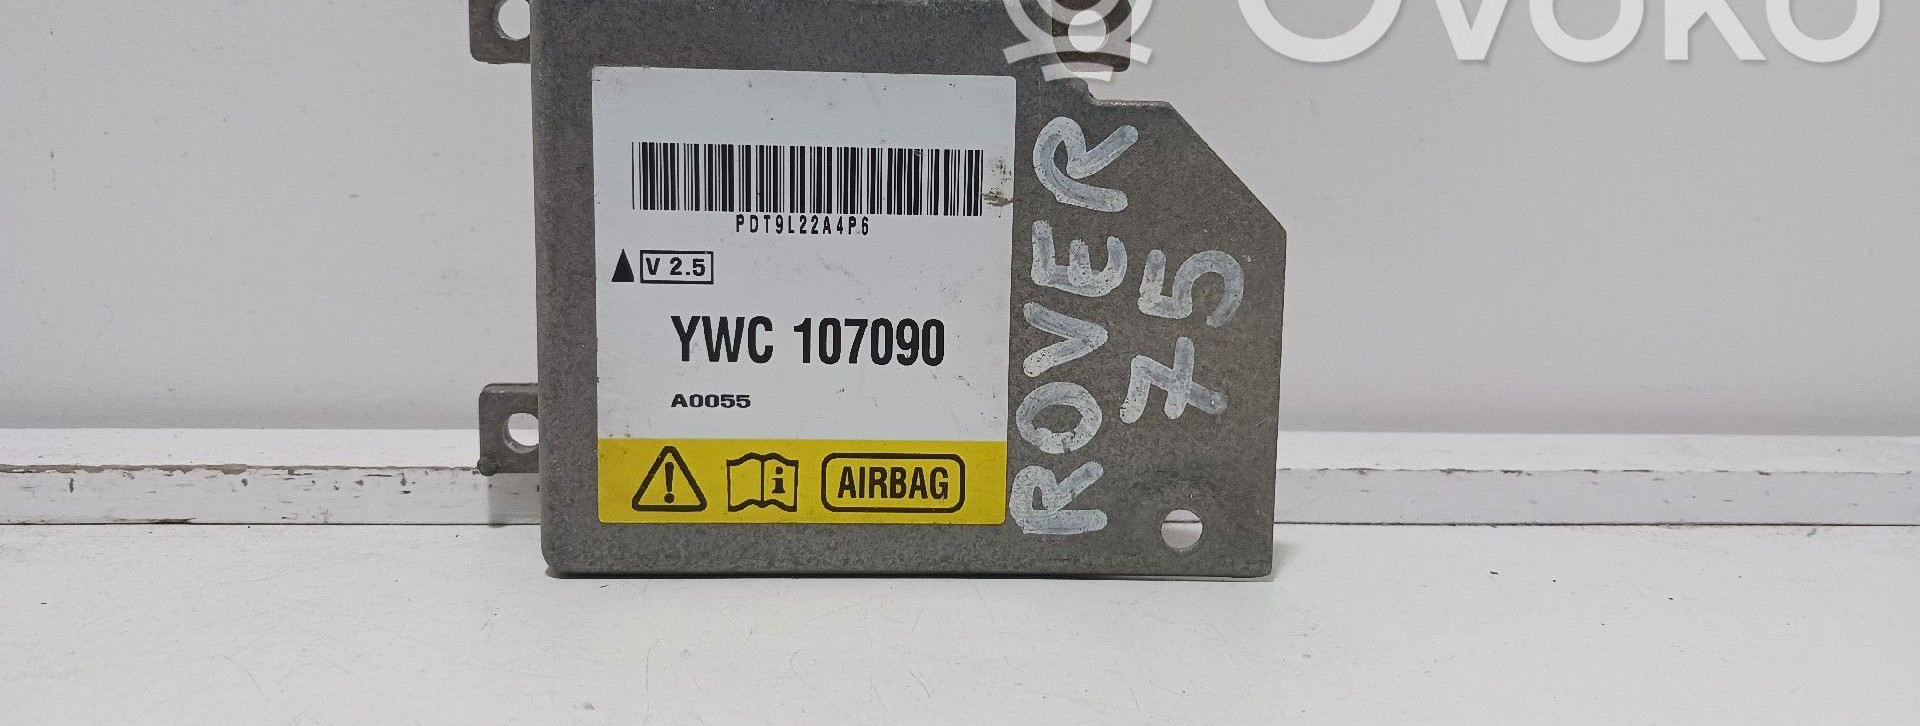 OVOKO
PDT9L22A4P6
V 2.5
YWC 107090
A0055
AIRBAG
ROVER
75